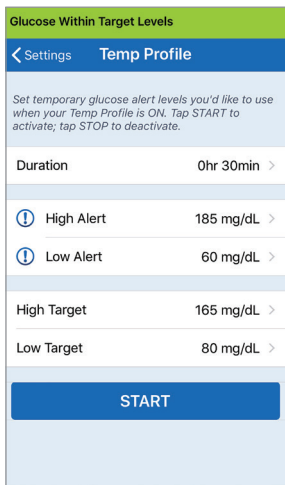 Glucose Within Target Levels
Settings Temp Profile
Set temporary glucose alert levels you'd like to use
when your Temp Profile is ON. Tap START to
activate; tap STOP to deactivate.
Duration 0hr 30min
High Alert 185 mg/dL
Low Alert 60 mg/dL
High Target 165 mg/dL
Low Target 80 mg/dL
START